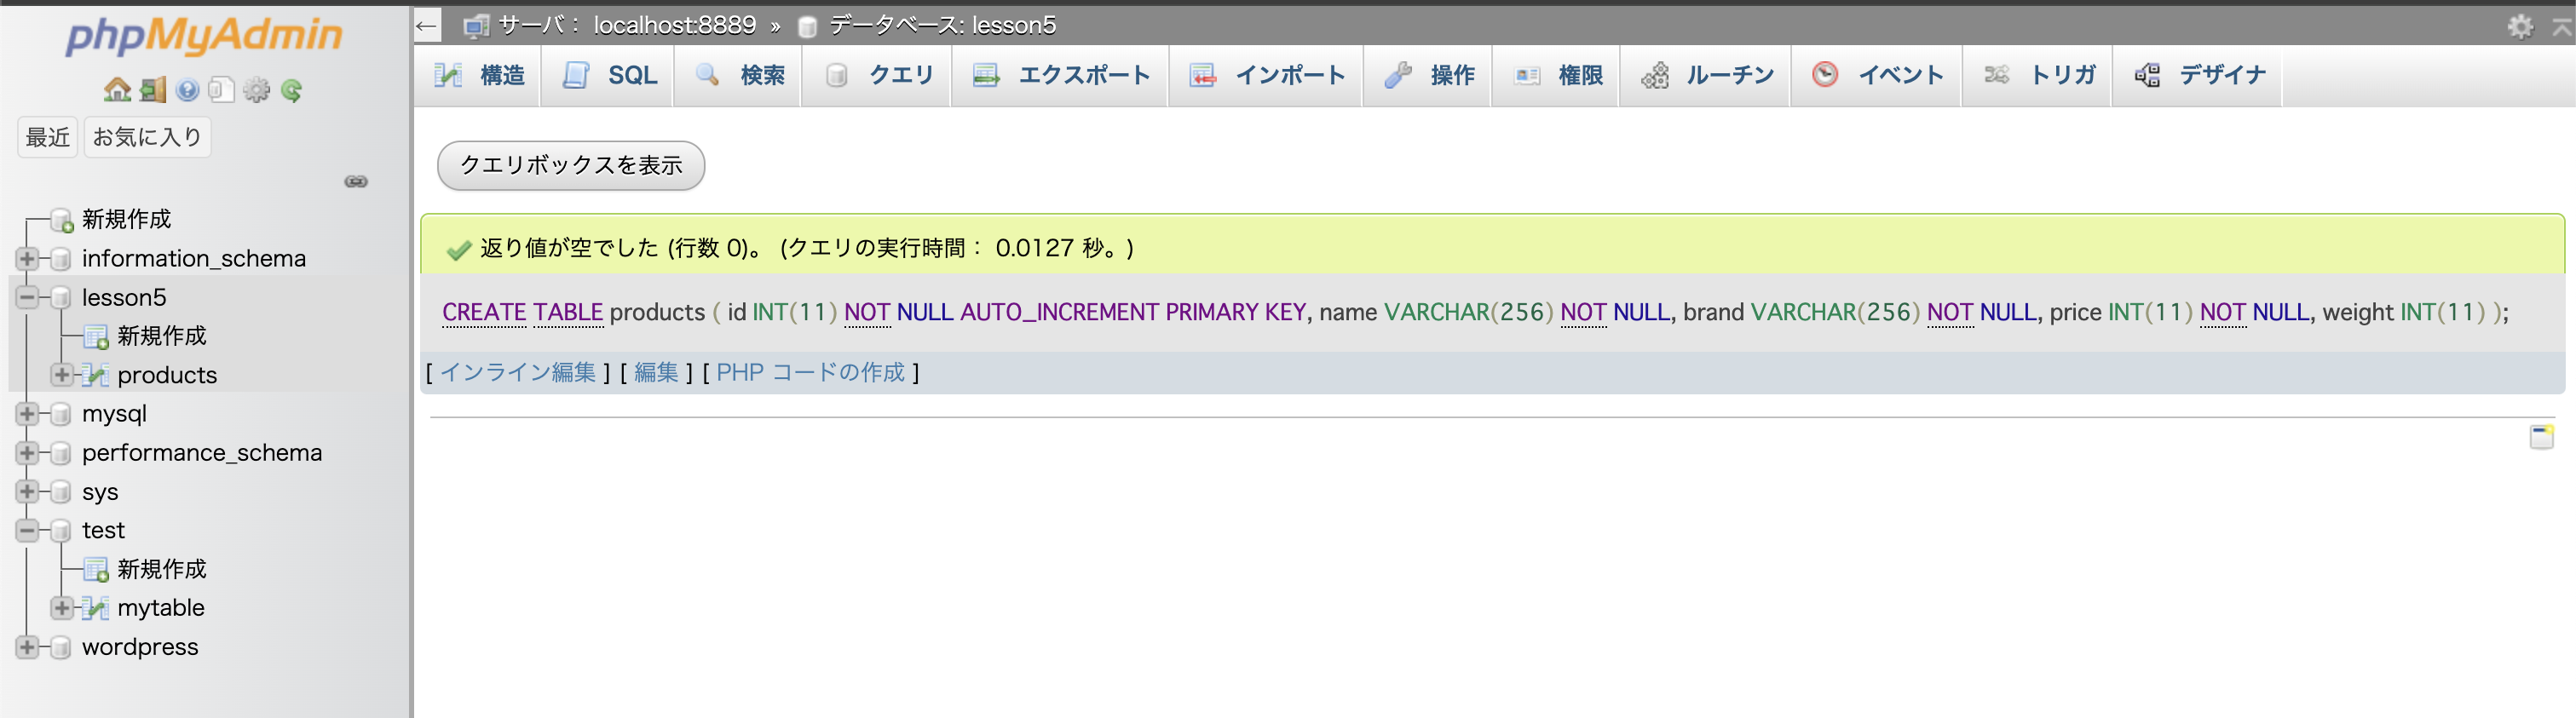 phpMyAdmin
最近 お気に入り
新規作成
information_schema
lesson5
新規作成
products
mysql
performance_schema
sys
test
新規作成
mytable
wordpress
← サーバ： localhost:8889 » データベース: lesson5
構造 SQL 検索 クエリ エクスポート インポート 操作 権限 ルーチン イベント トリガ デザイナ
クエリボックスを表示
返り値が空でした (行数 0)。 (クエリの実行時間： 0.0127 秒。)
CREATE TABLE products ( id INT(11) NOT NULL AUTO_INCREMENT PRIMARY KEY, name VARCHAR(256) NOT NULL, brand VARCHAR(256) NOT NULL, price INT(11) NOT NULL, weight INT(11) );
[ インライン編集 ] [ 編集 ] [ PHP コードの作成 ]